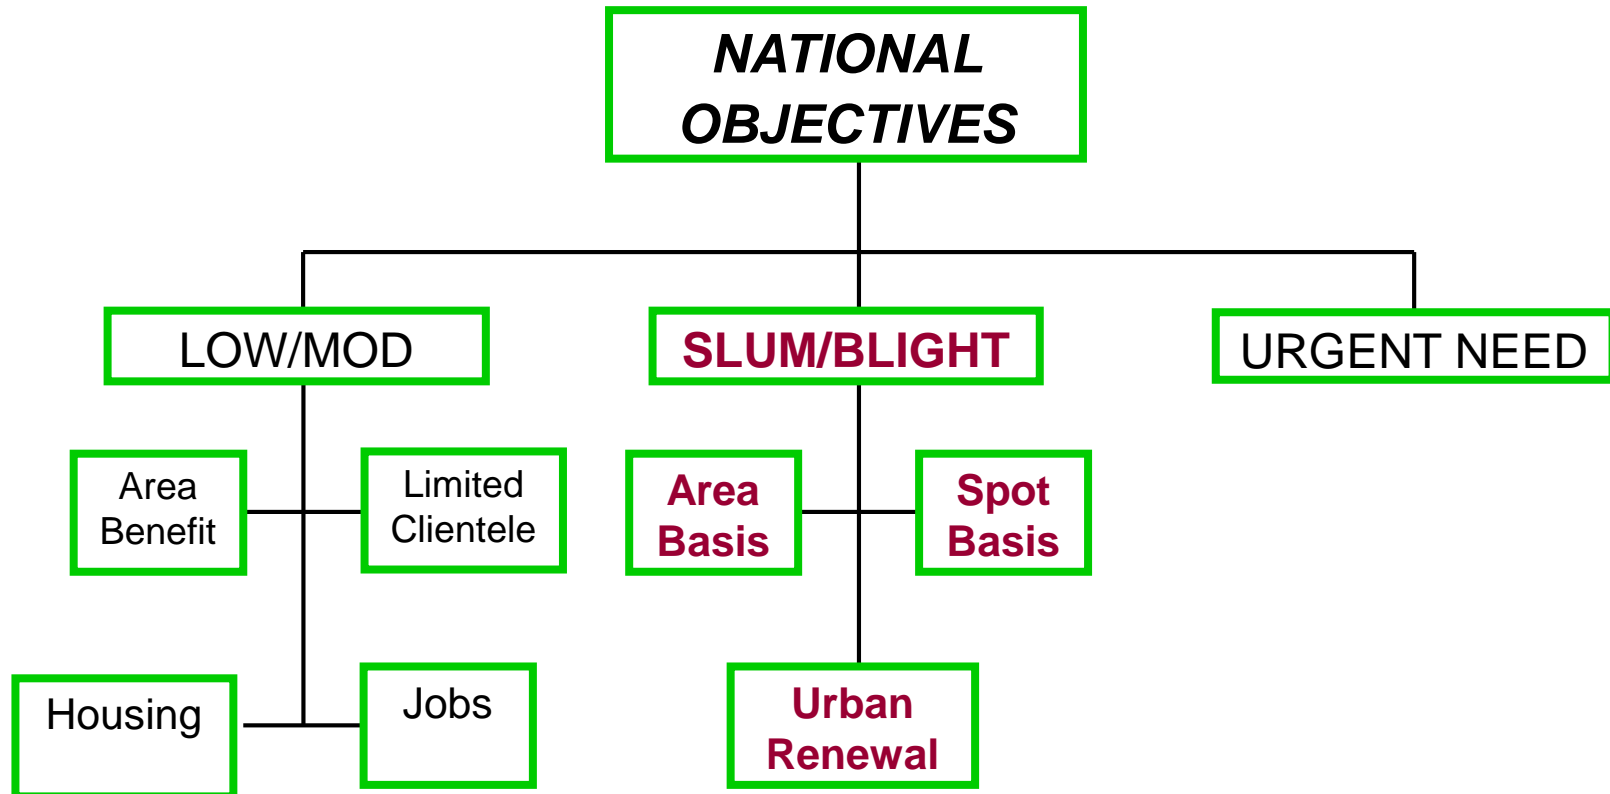 NATIONAL
OBJECTIVES
LOW/MOD
SLUM/BLIGHT
URGENT NEED
Area
Benefit
Limited
Clientele
Area
Basis
Spot
Basis
Housing
Jobs
Urban
Renewal